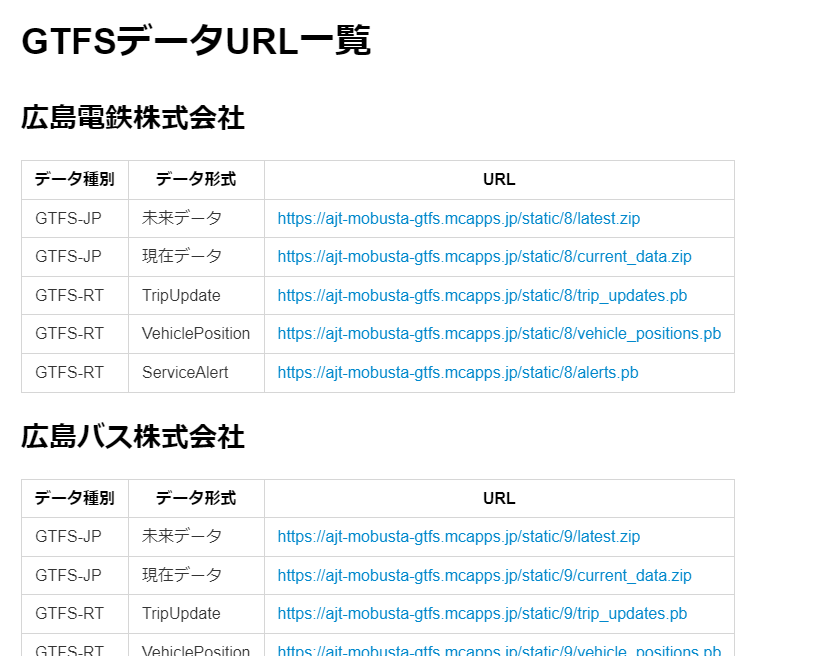 GTFSデータURL一覧
広島電鉄株式会社
データ種別 データ形式 URL
GTFS-JP 未来データ https://ajt-mobusta-gtfs.mcapps.jp/static/8/latest.zip
GTFS-JP 現在データ https://ajt-mobusta-gtfs.mcapps.jp/static/8/current_data.zip
GTFS-RT TripUpdate https://ajt-mobusta-gtfs.mcapps.jp/static/8/trip_updates.pb
GTFS-RT VehiclePosition https://ajt-mobusta-gtfs.mcapps.jp/static/8/vehicle_positions.pb
GTFS-RT ServiceAlert https://ajt-mobusta-gtfs.mcapps.jp/static/8/alerts.pb
広島バス株式会社
データ種別 データ形式 URL
GTFS-JP 未来データ https://ajt-mobusta-gtfs.mcapps.jp/static/9/latest.zip
GTFS-JP 現在データ https://ajt-mobusta-gtfs.mcapps.jp/static/9/current_data.zip
GTFS-RT TripUpdate https://ajt-mobusta-gtfs.mcapps.jp/static/9/trip_updates.pb
GTFS-RT VehiclePosition https://ajt-mobusta-gtfs.mcapps.jp/static/9/vehicle_positions.pb